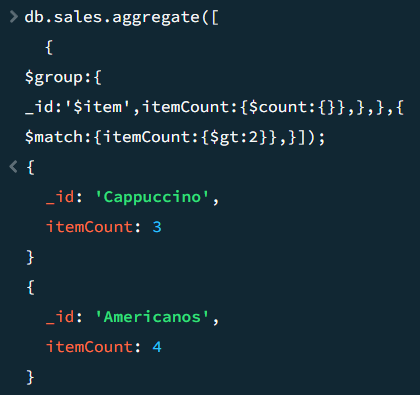 > db.sales.aggregate([
{
$group:{
_id:'$item',itemCount:{$count:{}},},},{
$match:{itemCount:{$gt:2}},}]);
< {
_id: 'Cappuccino',
itemCount: 3
}
{
_id: 'Americanos',
itemCount: 4
}